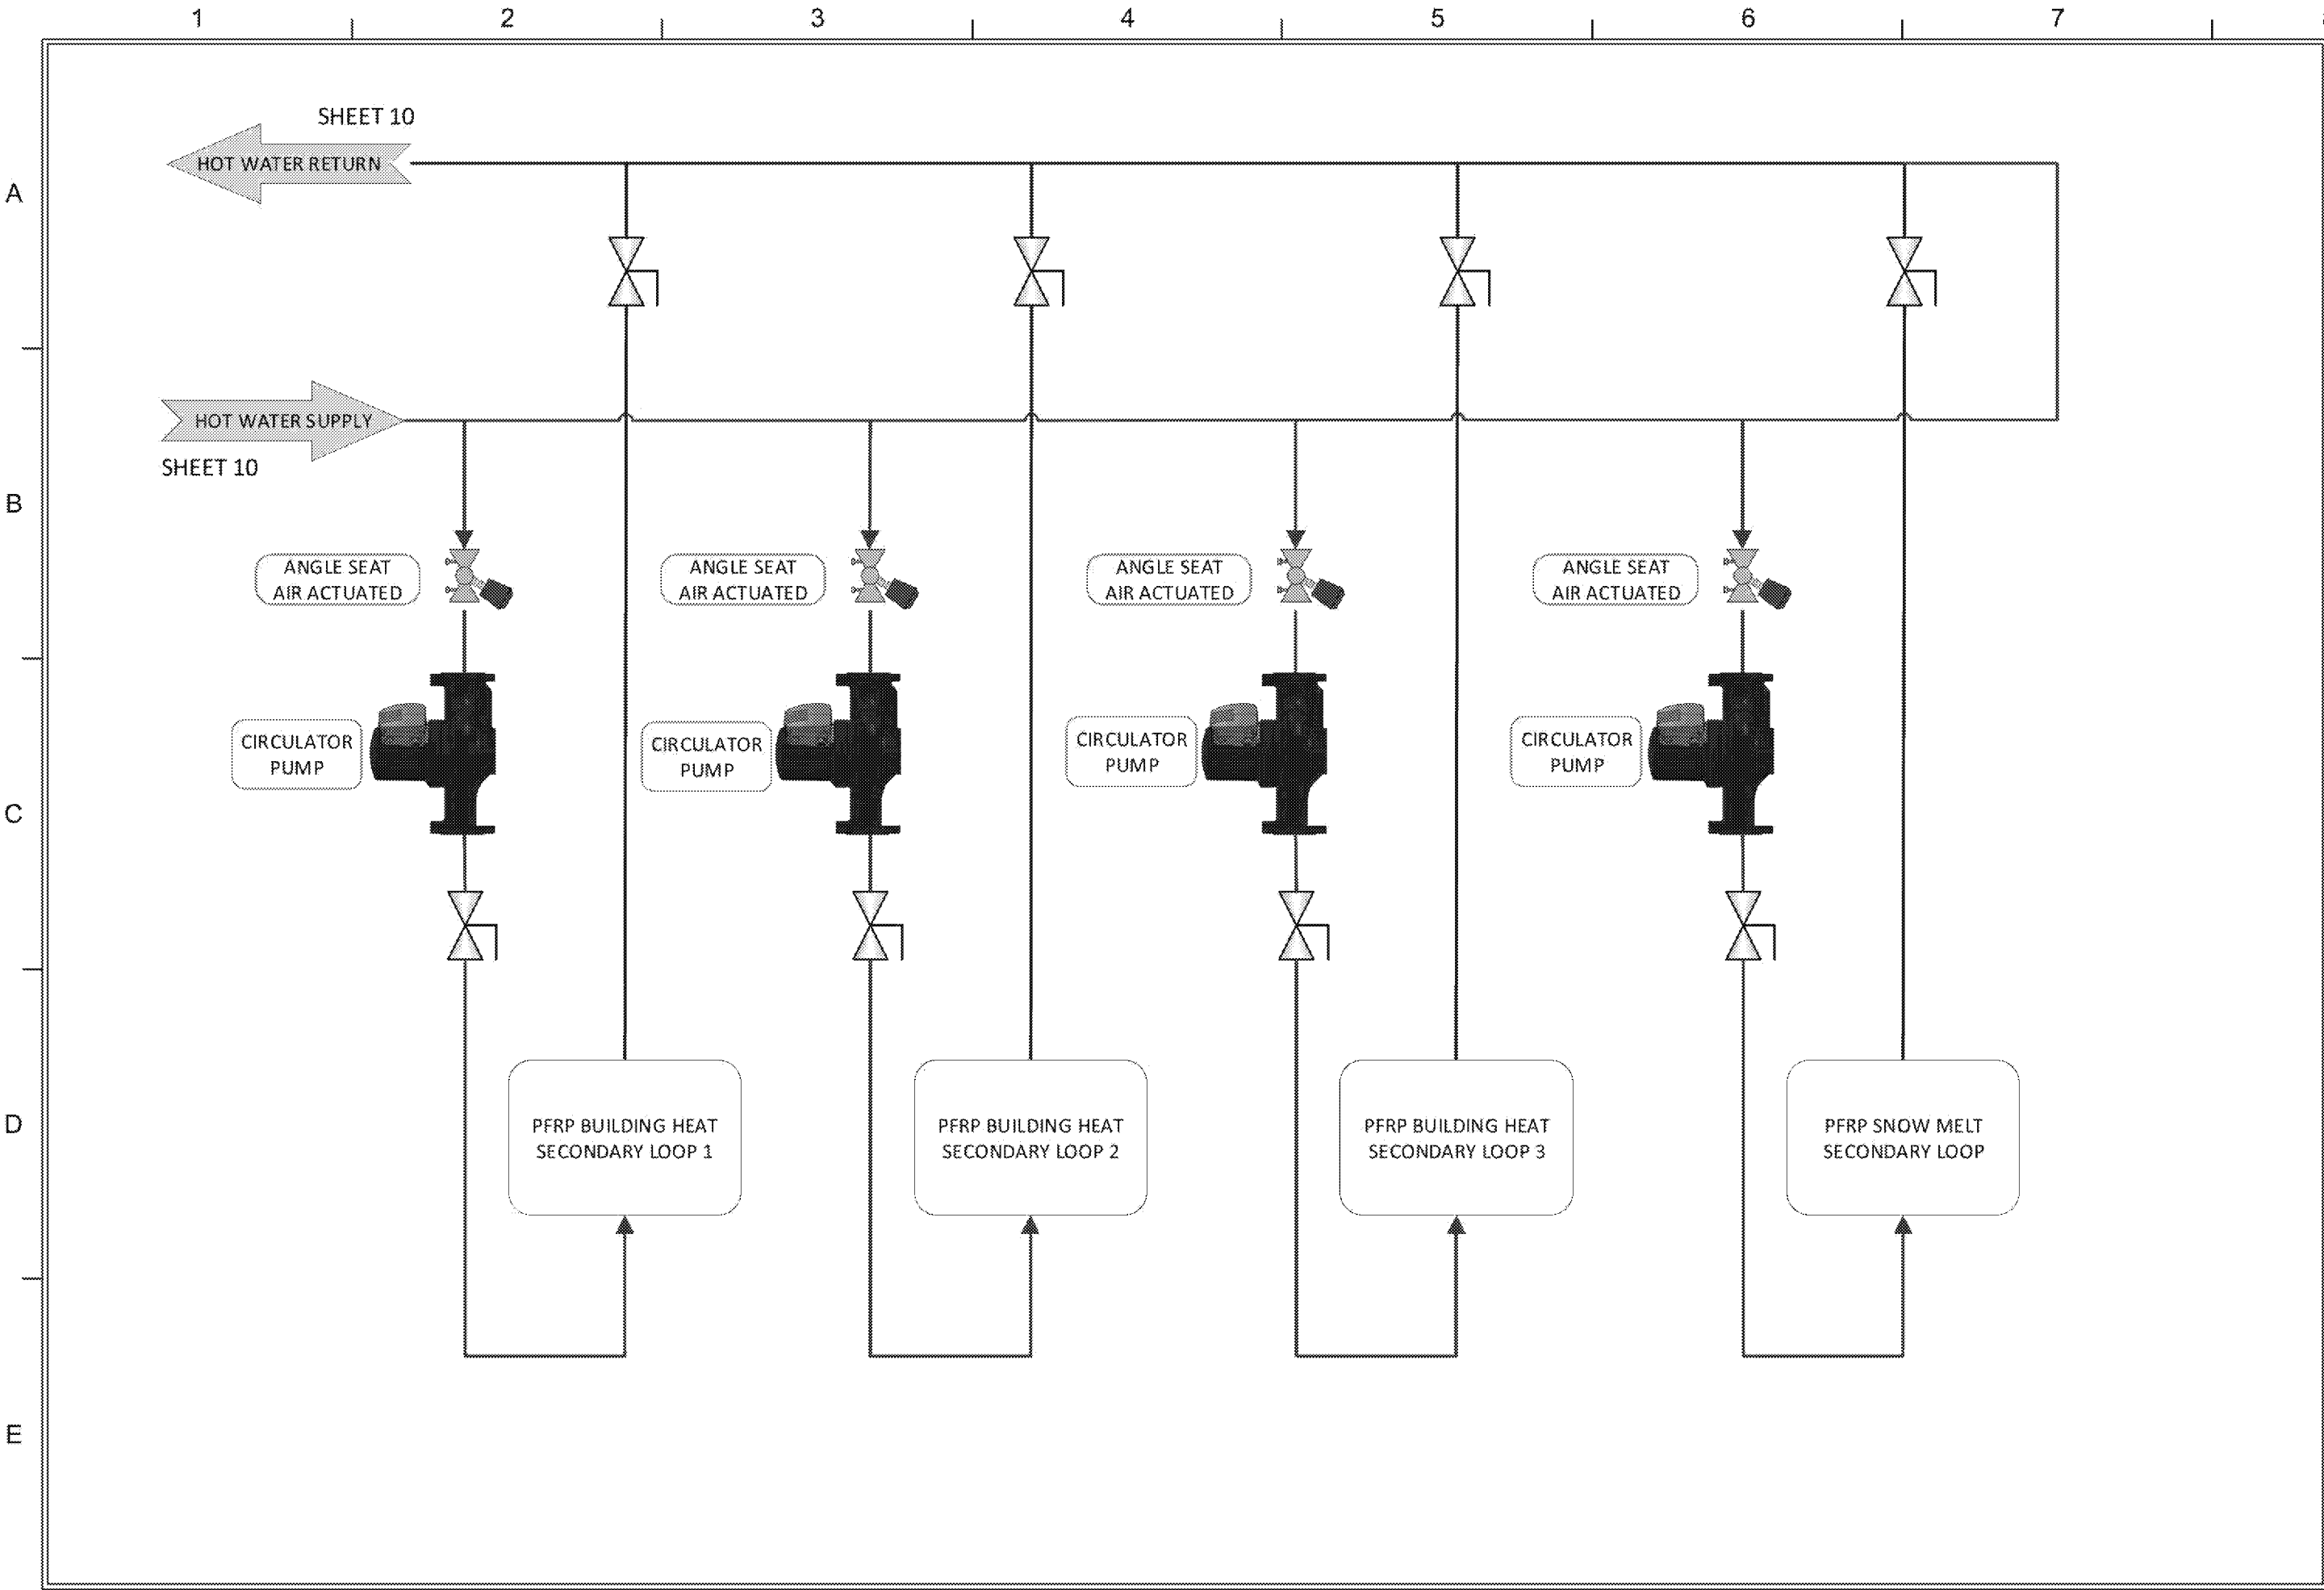 1 2 3 4 5 6 7
SHEET 10
HOT WATER RETURN
A
HOT WATER SUPPLY
SHEET 10
B
ANGLE SEAT
AIR ACTUATED
ANGLE SEAT
AIR ACTUATED
ANGLE SEAT
AIR ACTUATED
ANGLE SEAT
AIR ACTUATED
CIRCULATOR
PUMP
CIRCULATOR
PUMP
CIRCULATOR
PUMP
CIRCULATOR
PUMP
C
D
PFRP BUILDING HEAT
SECONDARY LOOP 1
PFRP BUILDING HEAT
SECONDARY LOOP 2
PFRP BUILDING HEAT
SECONDARY LOOP 3
PFRP SNOW MELT
SECONDARY LOOP
E